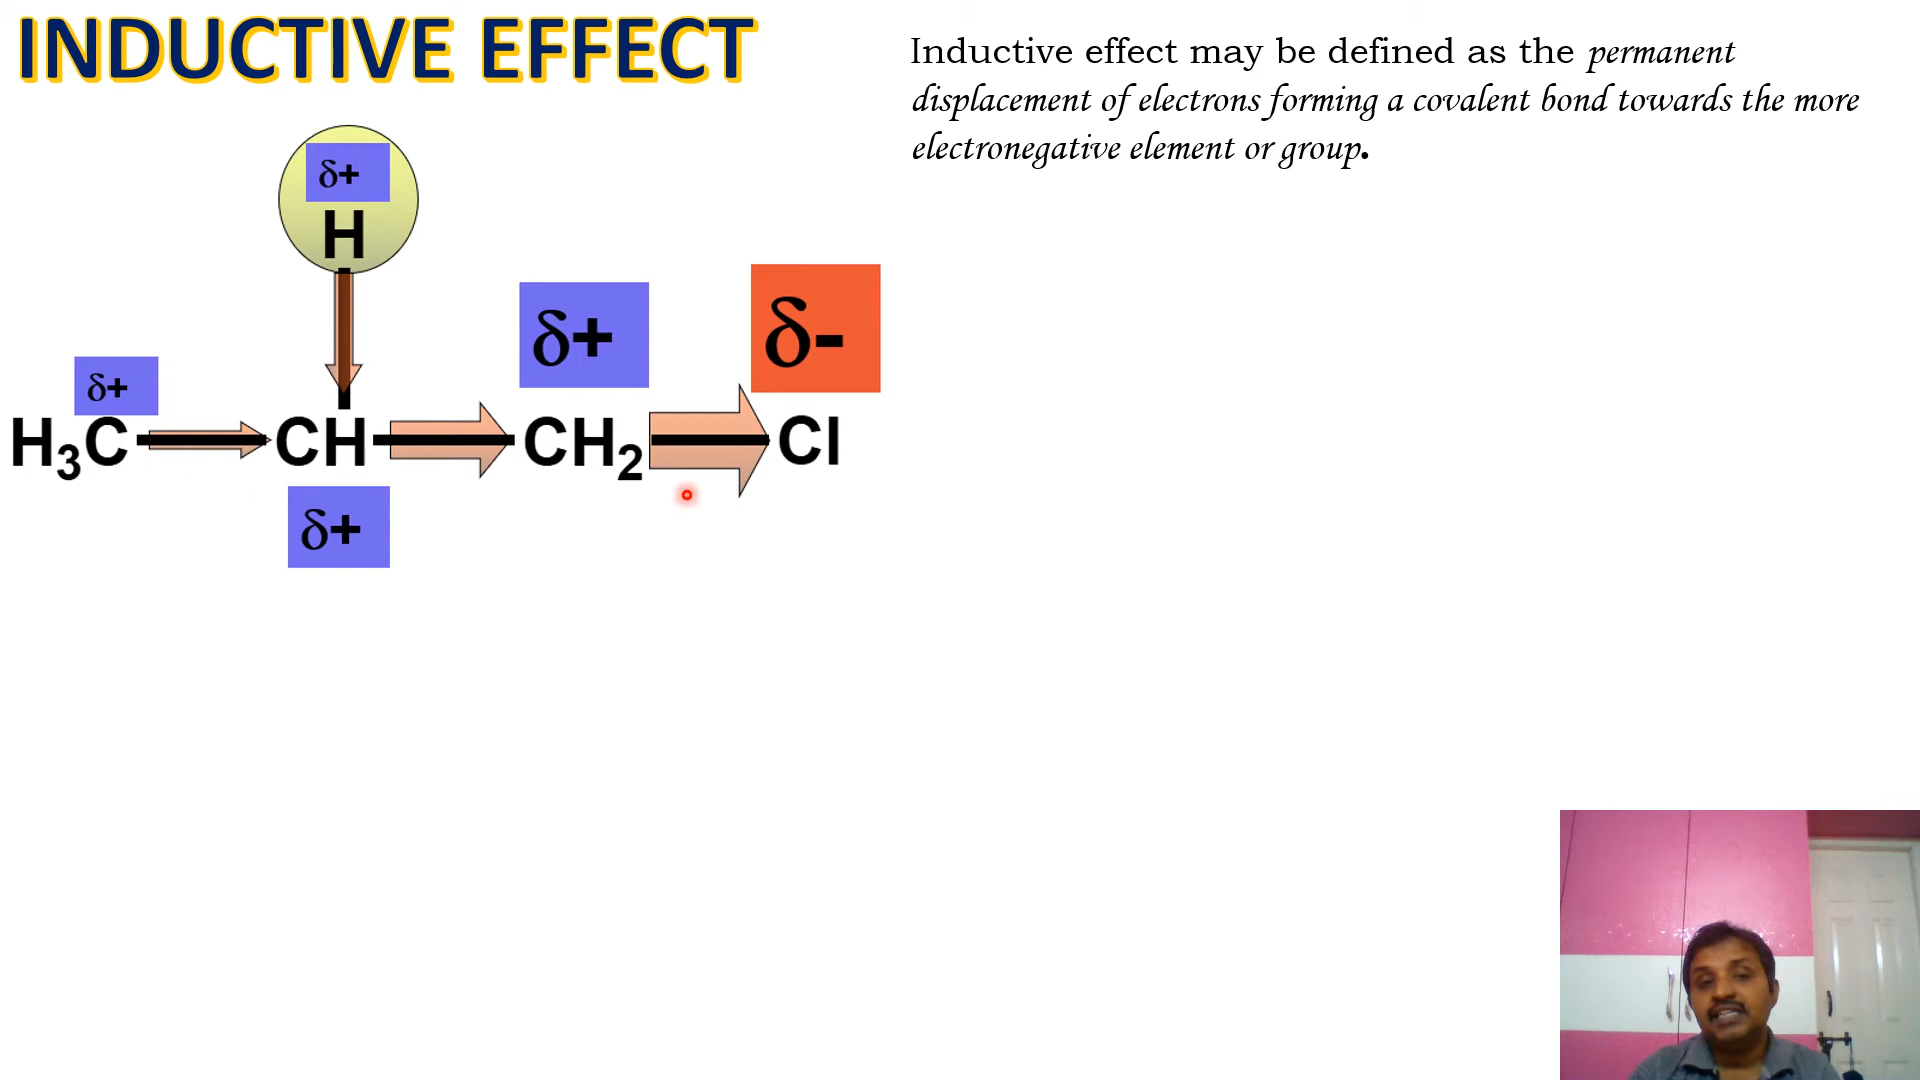 INDUCTIVE EFFECT
Inductive effect may be defined as the permanent
displacement of electrons forming a covalent bond towards the more
electronegative element or group.
δ+
H
δ+
δ-
δ+
H₃C CH CH₂ Cl
δ+